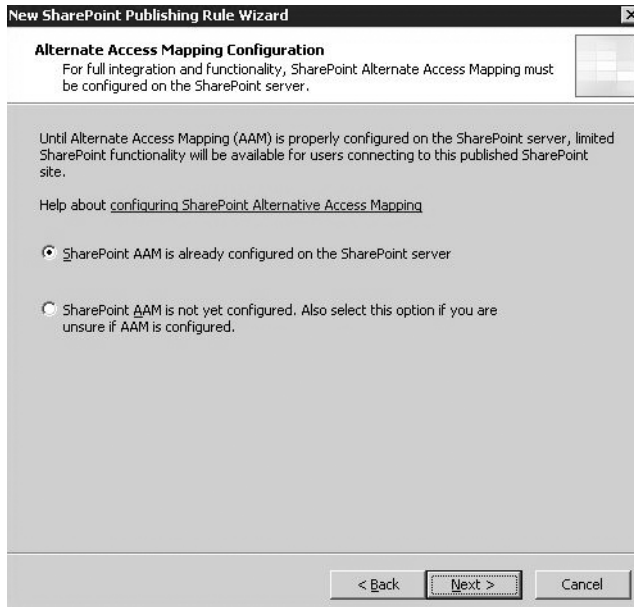 New SharePoint Publishing Rule Wizard
Alternate Access Mapping Configuration
For full integration and functionality, SharePoint Alternate Access Mapping must
be configured on the SharePoint server.
Until Alternate Access Mapping (AAM) is properly configured on the SharePoint server, limited
SharePoint functionality will be available for users connecting to this published SharePoint
site.
Help about configuring SharePoint Alternative Access Mapping
SharePoint AAM is already configured on the SharePoint server
SharePoint AAM is not yet configured. Also select this option if you are
unsure if AAM is configured.
< Back Next > Cancel